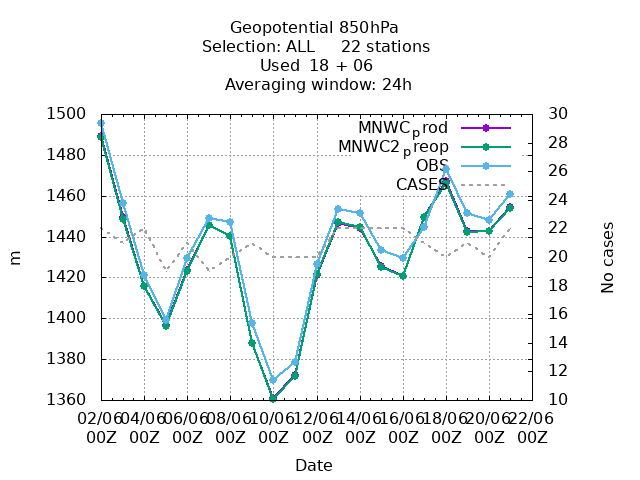 Geopotential 850hPa
Selection: ALL     22 stations
Used  18 + 06
Averaging window: 24h
1500
1480
1460
1440
1420
1400
1380
1360
m
30
28
26
24
22
20
18
16
14
12
10
No cases
MNWCprod
MNWC2preop
OBS
CASES
02/06 04/06 06/06 08/06 10/06 12/06 14/06 16/06 18/06 20/06 22/06
00Z 00Z 00Z 00Z 00Z 00Z 00Z 00Z 00Z 00Z 00Z
Date